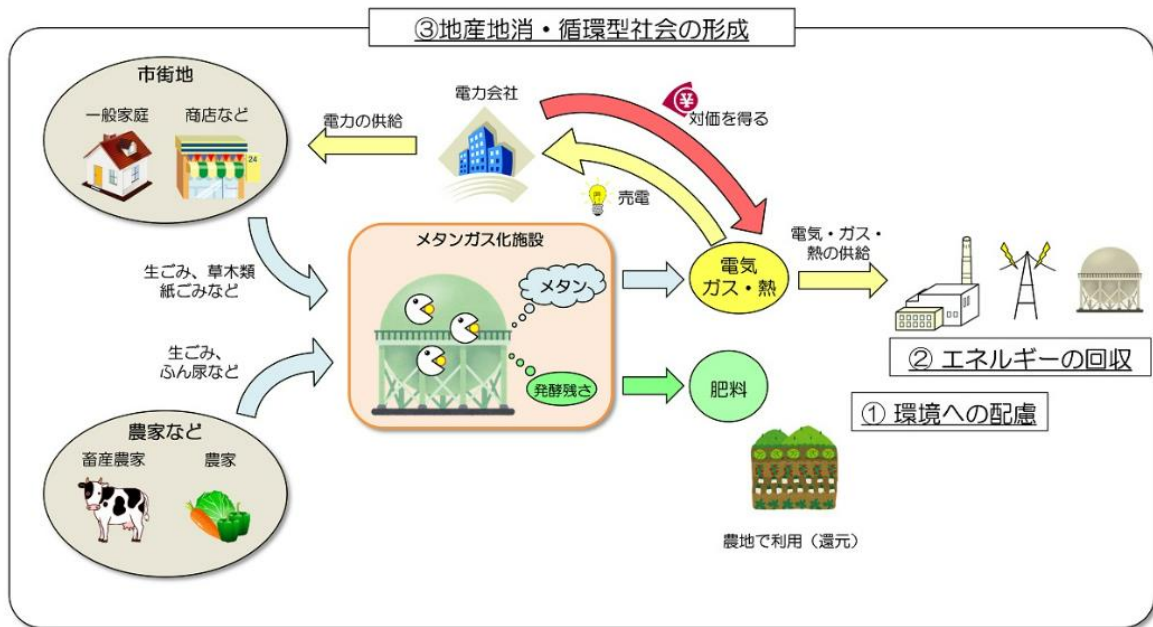 ③地産地消・循環型社会の形成
市街地
一般家庭
商店など
24
電力の供給
電力会社
¥
対価を得る
売電
生ごみ、草木類
紙ごみなど
メタンガス化施設
メタン
発酵残さ
電気
ガス・熱
電気・ガス・
熱の供給
② エネルギーの回収
① 環境への配慮
生ごみ、
ふん尿など
肥料
農家など
畜産農家
農家
農地で利用（還元）